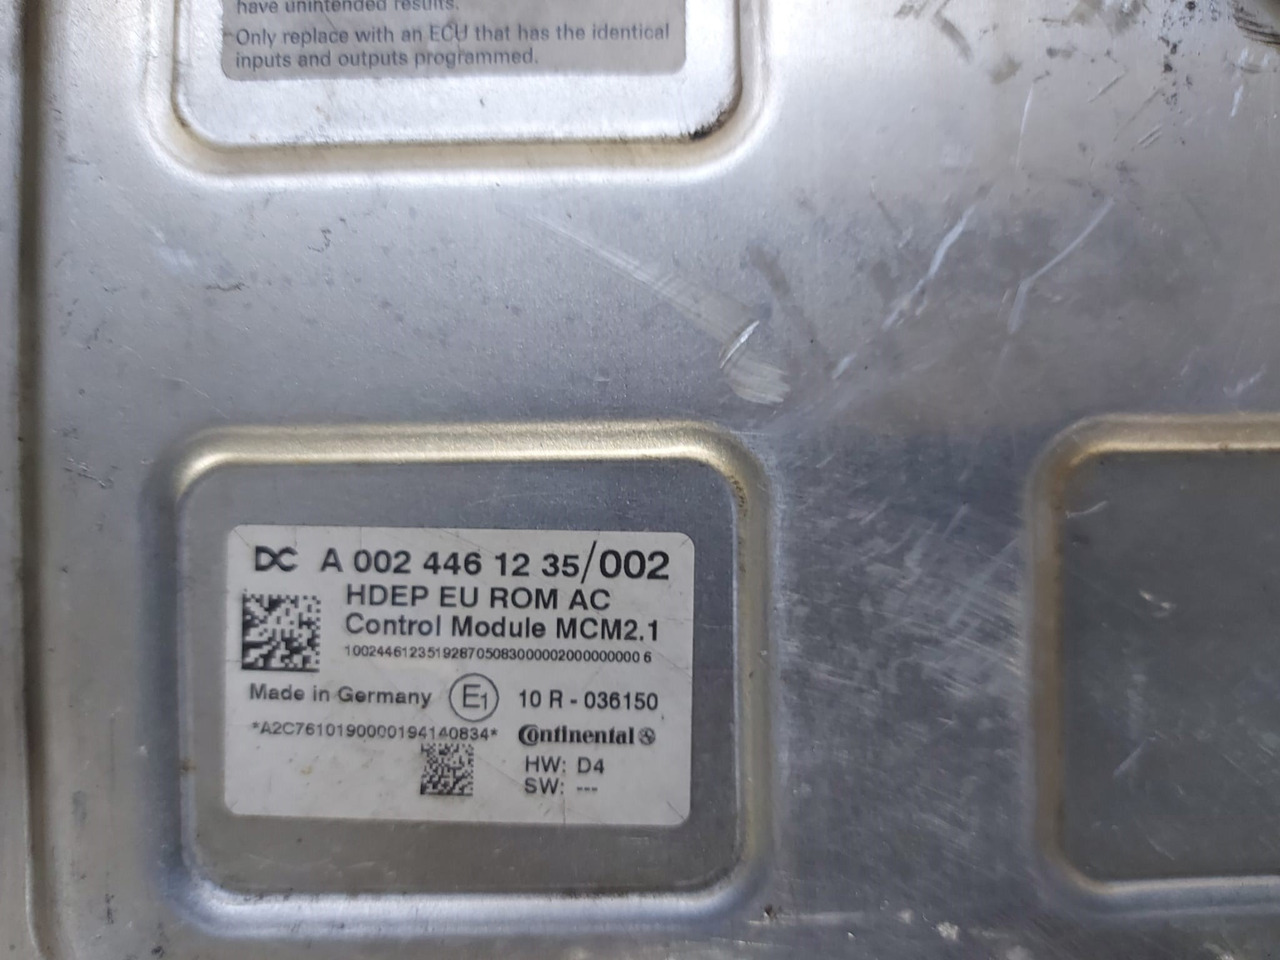 have unintended results.
Only replace with an ECU that has the identical
inputs and outputs programmed.
DC A 002 446 12 35/002
HDEP EU ROM AC
Control Module MCM2.1
10024461235192870508300000200000000006
Made in Germany E1 10 R - 036150
*A2C7610190000194140834* Continental
HW: D4
SW: ---